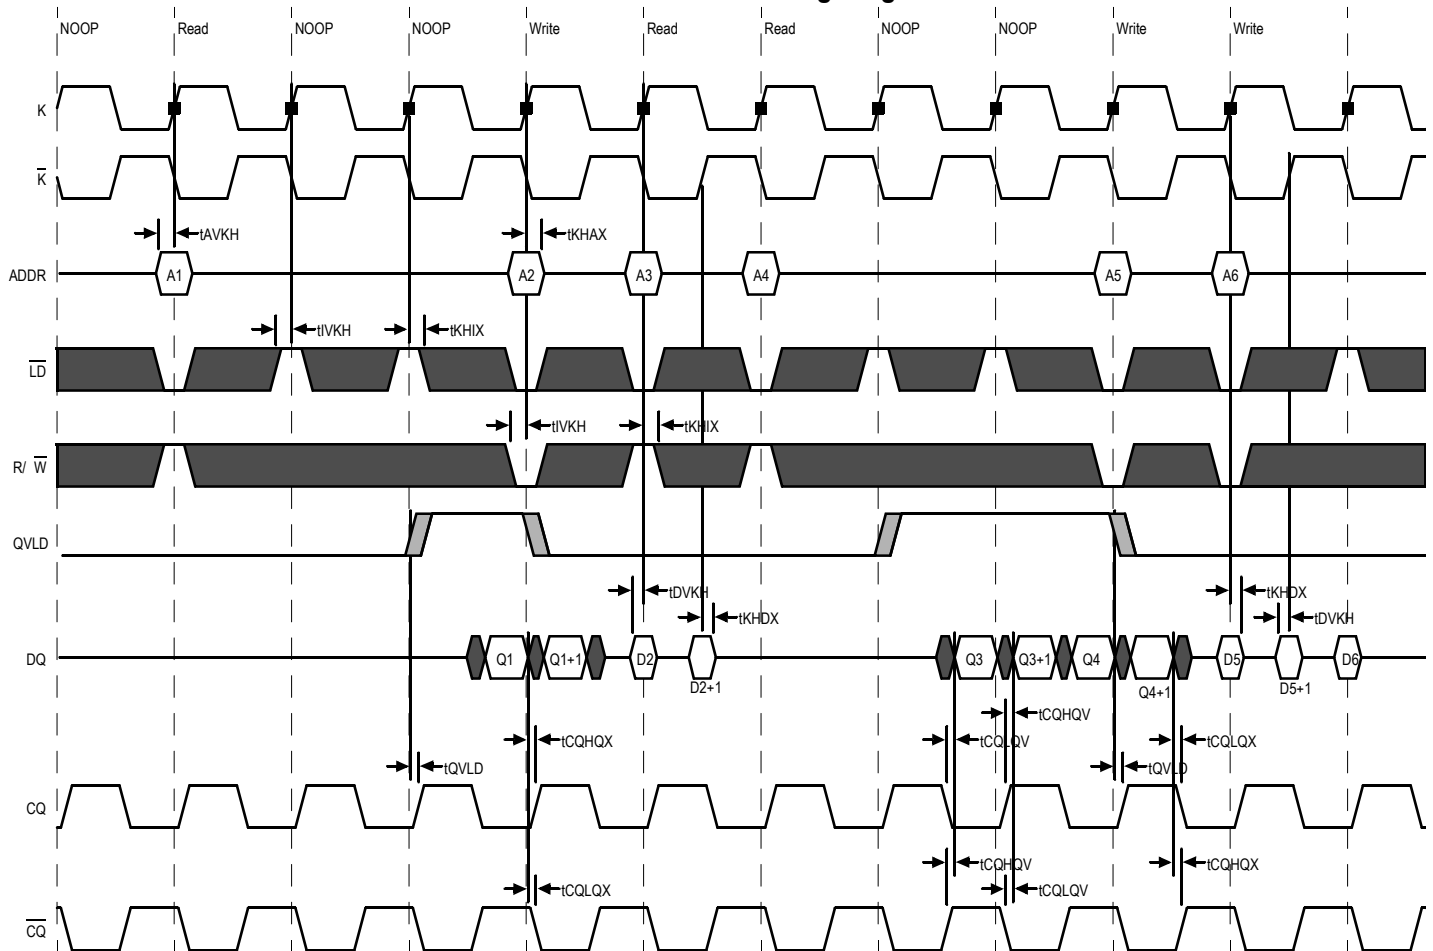 NOOP Read NOOP NOOP Write Read Read NOOP NOOP Write Write
K
K
tAVKH tKHAX
ADDR A1 A2 A3 A4 A5 A6
tIVKH tKHIX
LD
tIVKH tKHIX
R/ W
QVLD
tDVKH tKHDX
tKHDX tDVKH
DQ Q1 Q1+1 D2 Q3 Q3+1 Q4 D5 D6
D2+1 Q4+1 D5+1
tCQHQV
tCQHQX tCQLQV tCQLQX
tQVLD tQVLD
CQ
tCQHQV tCQHQX
tCQLQX tCQLQV
CQ